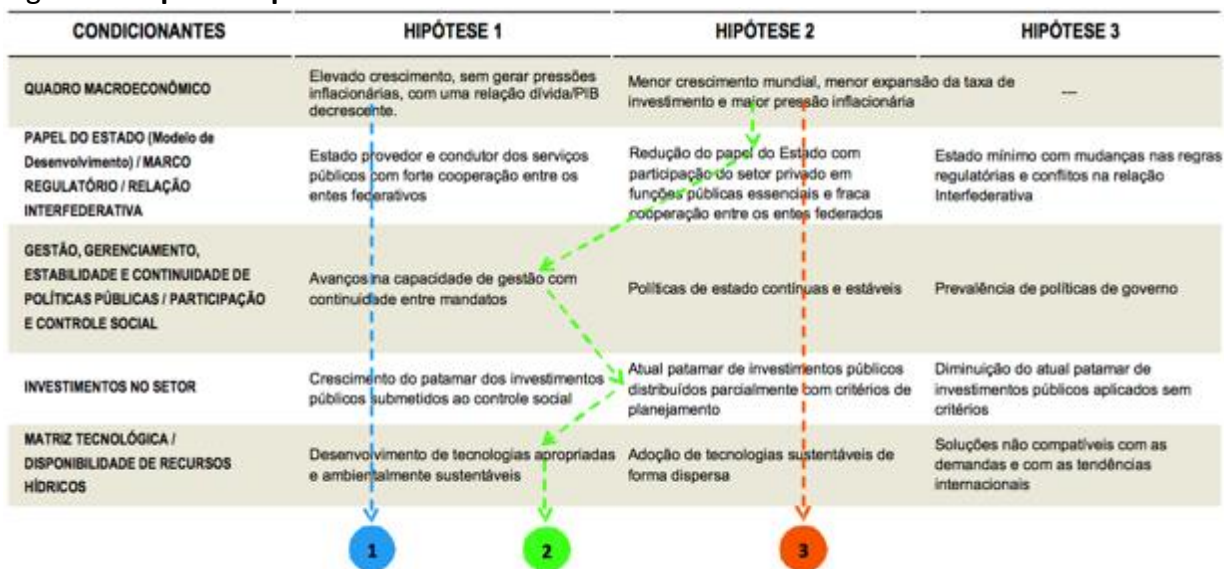 CONDICIONANTES
HIPÓTESE 1
HIPÓTESE 2
HIPÓTESE 3
QUADRO MACROECONÔMICO
Elevado crescimento, sem gerar pressões
inflacionárias, com uma relação dívida/PIB
decrescente.
Menor crescimento mundial, menor expansão da taxa de
investimento e maior pressão inflacionária
---
PAPEL DO ESTADO (Modelo de
Desenvolvimento) / MARCO
REGULATÓRIO / RELAÇÃO
INTERFEDERATIVA
Estado provedor e condutor dos serviços
públicos com forte cooperação entre os
entes federativos
Redução do papel do Estado com
participação do setor privado em
funções públicas essenciais e fraca
cooperação entre os entes federados
Estado mínimo com mudanças nas regras
regulatórias e conflitos na relação
Interfederativa
GESTÃO, GERENCIAMENTO,
ESTABILIDADE E CONTINUIDADE DE
POLÍTICAS PÚBLICAS / PARTICIPAÇÃO
E CONTROLE SOCIAL
Avanços na capacidade de gestão com
continuidade entre mandatos
Políticas de estado contínuas e estáveis
Prevalência de políticas de governo
INVESTIMENTOS NO SETOR
Crescimento do patamar dos investimentos
públicos submetidos ao controle social
Atual patamar de investimentos públicos
distribuídos parcialmente com critérios de
planejamento
Diminuição do atual patamar de
investimentos públicos aplicados sem
critérios
MATRIZ TECNOLÓGICA /
DISPONIBILIDADE DE RECURSOS
HÍDRICOS
Desenvolvimento de tecnologias apropriadas
e ambientalmente sustentáveis
Adoção de tecnologias sustentáveis de
forma dispersa
Soluções não compatíveis com as
demandas e com as tendências
internacionais
1
2
3